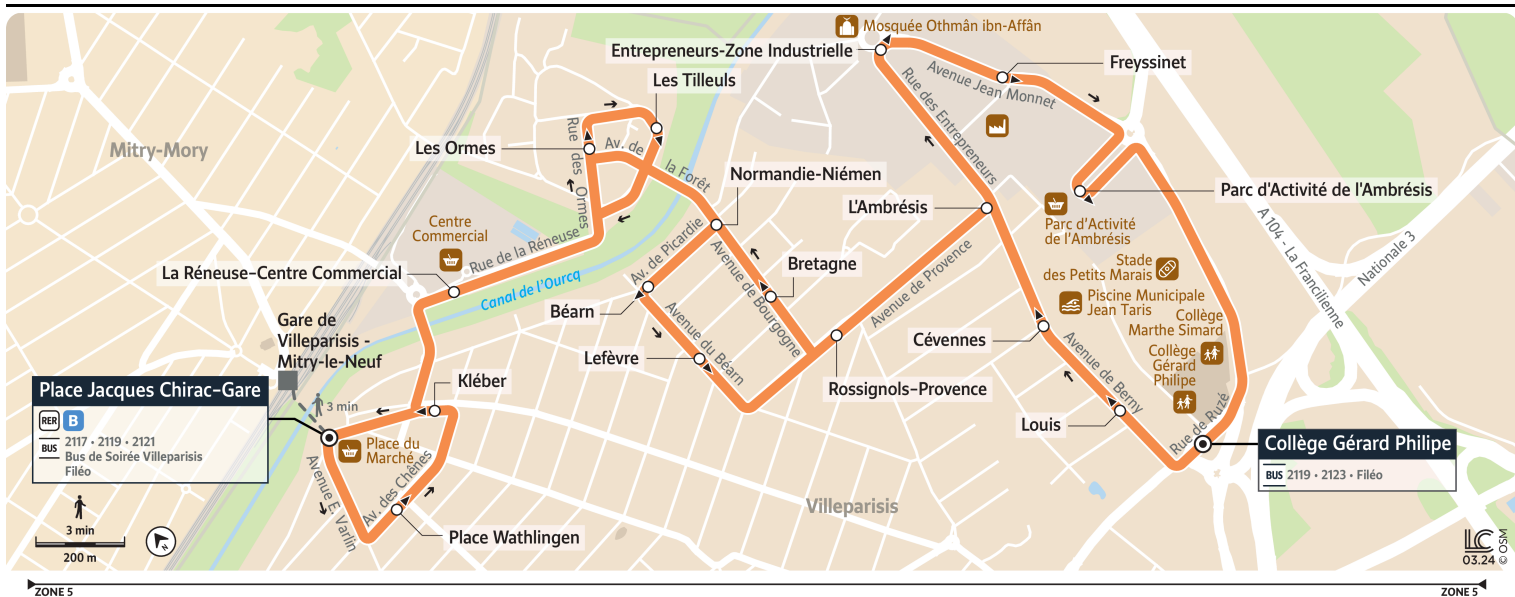 Mosquée Othmân ibn-Affân
Entrepreneurs-Zone Industrielle
Freyssinet
Les Tilleuls
Avenue Jean Monnet
Rue des Entrepreneurs
Mitry-Mory
Les Ormes
Rue des Ormes
Av. de la Forêt
Normandie-Niémen
L'Ambrésis
Parc d'Activité de l'Ambrésis
Parc d'Activité
de l'Ambrésis
A 104 - La Francilienne
Nationale 3
Centre
Commercial
Rue de la Réneuse
Av. de Picardie
Avenue de Bourgogne
Bretagne
Avenue de Provence
Stade
des Petits Marais
La Réneuse–Centre Commercial
Canal de l'Ourcq
Béarn
Piscine Municipale
Jean Taris
Collège
Marthe Simard
Gare de
Villeparisis -
Mitry-le-Neuf
Avenue du Béarn
Cévennes
Collège
Gérard
Philipe
Lefèvre
Avenue de Berny
Place Jacques Chirac–Gare
Kléber
Rossignols–Provence
RER B
3 min
BUS
2117 • 2119 • 2121
Bus de Soirée Villeparisis
Filéo
Place du
Marché
Louis
Rue de Ruzé
Collège Gérard Philipe
BUS 2119 • 2123 • Filéo
Avenue E. Varlin
Av. des Chênes
Villeparisis
Place Wathlingen
3 min
200 m
N
LC
03.24
© OSM
ZONE 5
ZONE 5